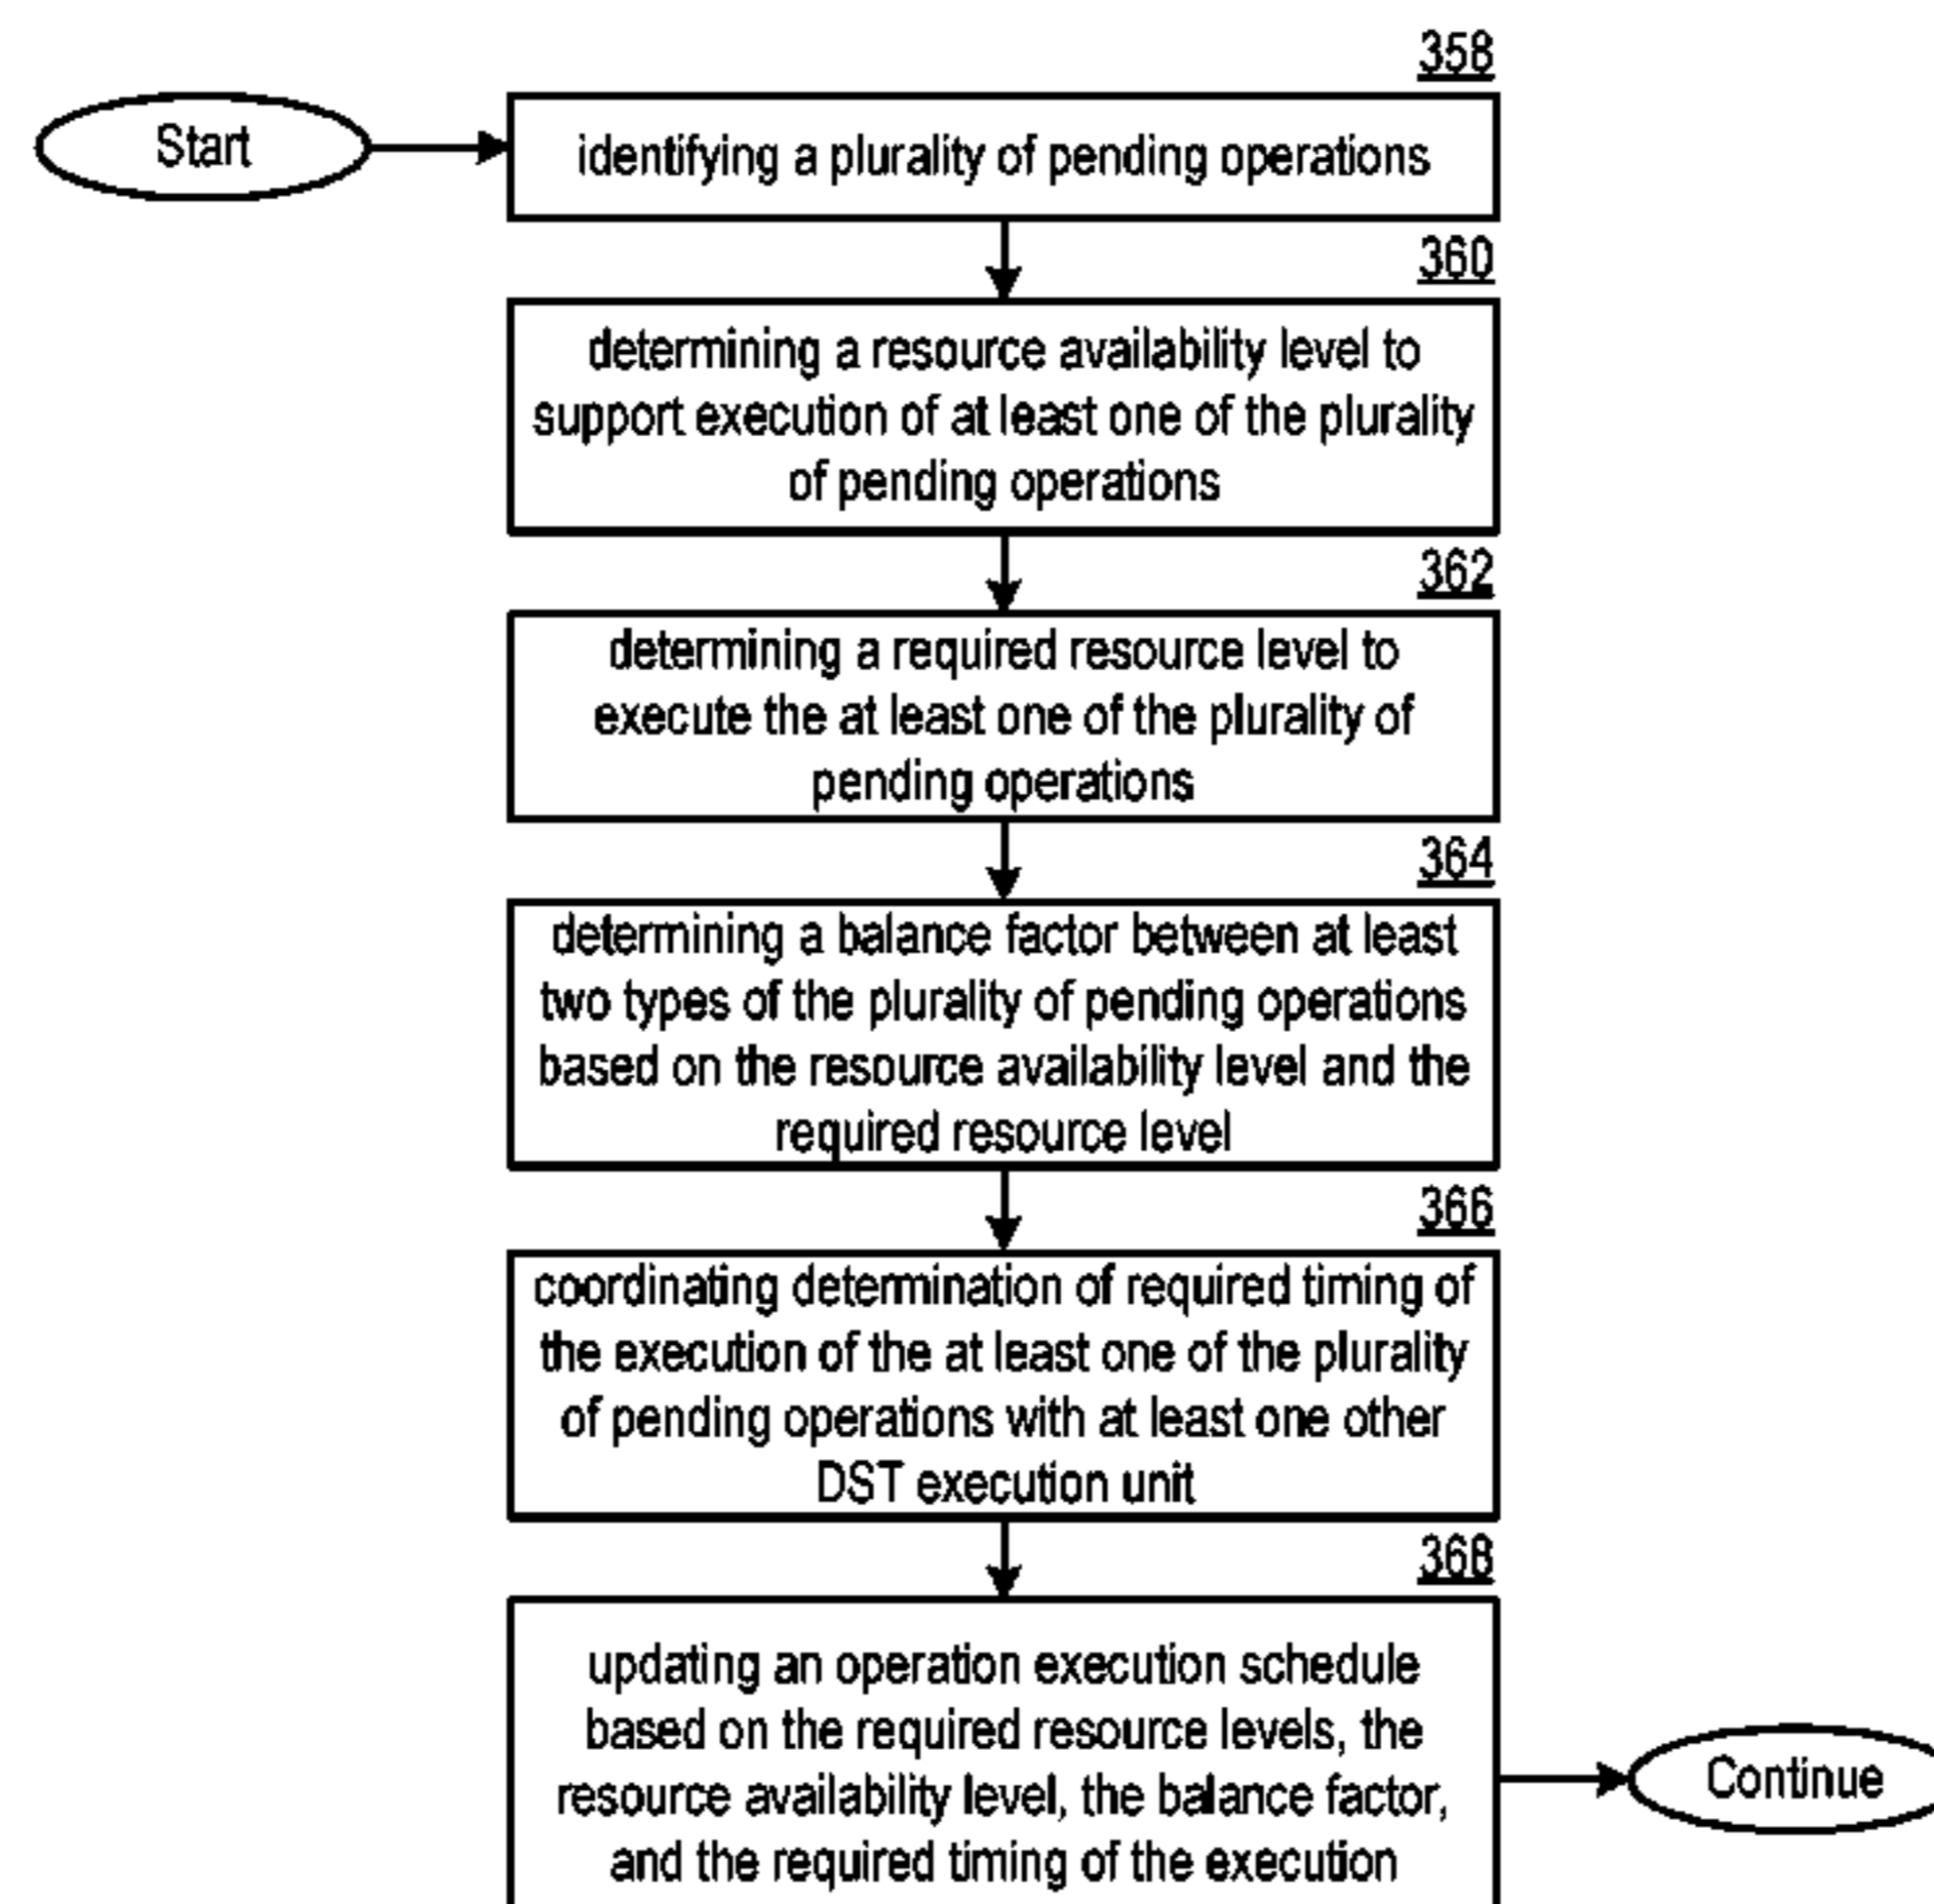 358
Start
identifying a plurality of pending operations
360
determining a resource availability level to
support execution of at least one of the plurality
of pending operations
362
determining a required resource level to
execute the at least one of the plurality of
pending operations
364
determining a balance factor between at least
two types of the plurality of pending operations
based on the resource availability level and the
required resource level
366
coordinating determination of required timing of
the execution of the at least one of the plurality
of pending operations with at least one other
DST execution unit
368
updating an operation execution schedule
based on the required resource levels, the
resource availability level, the balance factor,
and the required timing of the execution
Continue